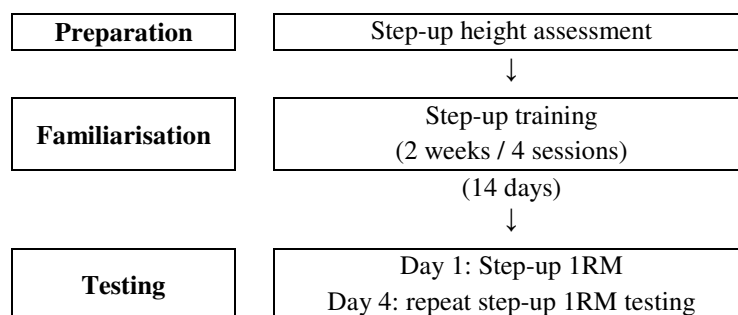 Preparation
Step-up height assessment
↓
Familiarisation
Step-up training
(2 weeks / 4 sessions)
(14 days)
↓
Testing
Day 1: Step-up 1RM
Day 4: repeat step-up 1RM testing